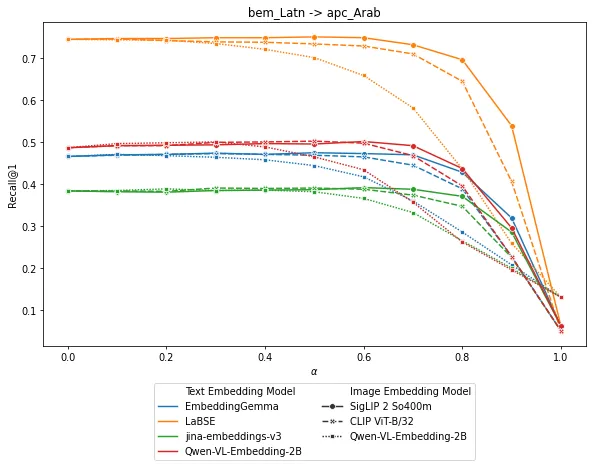 bem_Latn -> apc_Arab
Recall@1
0.7
0.6
0.5
0.4
0.3
0.2
0.1
0.0 0.2 0.4 0.6 0.8 1.0
α
Text Embedding Model Image Embedding Model
EmbeddingGemma SigLIP 2 So400m
LaBSE CLIP ViT-B/32
jina-embeddings-v3 Qwen-VL-Embedding-2B
Qwen-VL-Embedding-2B